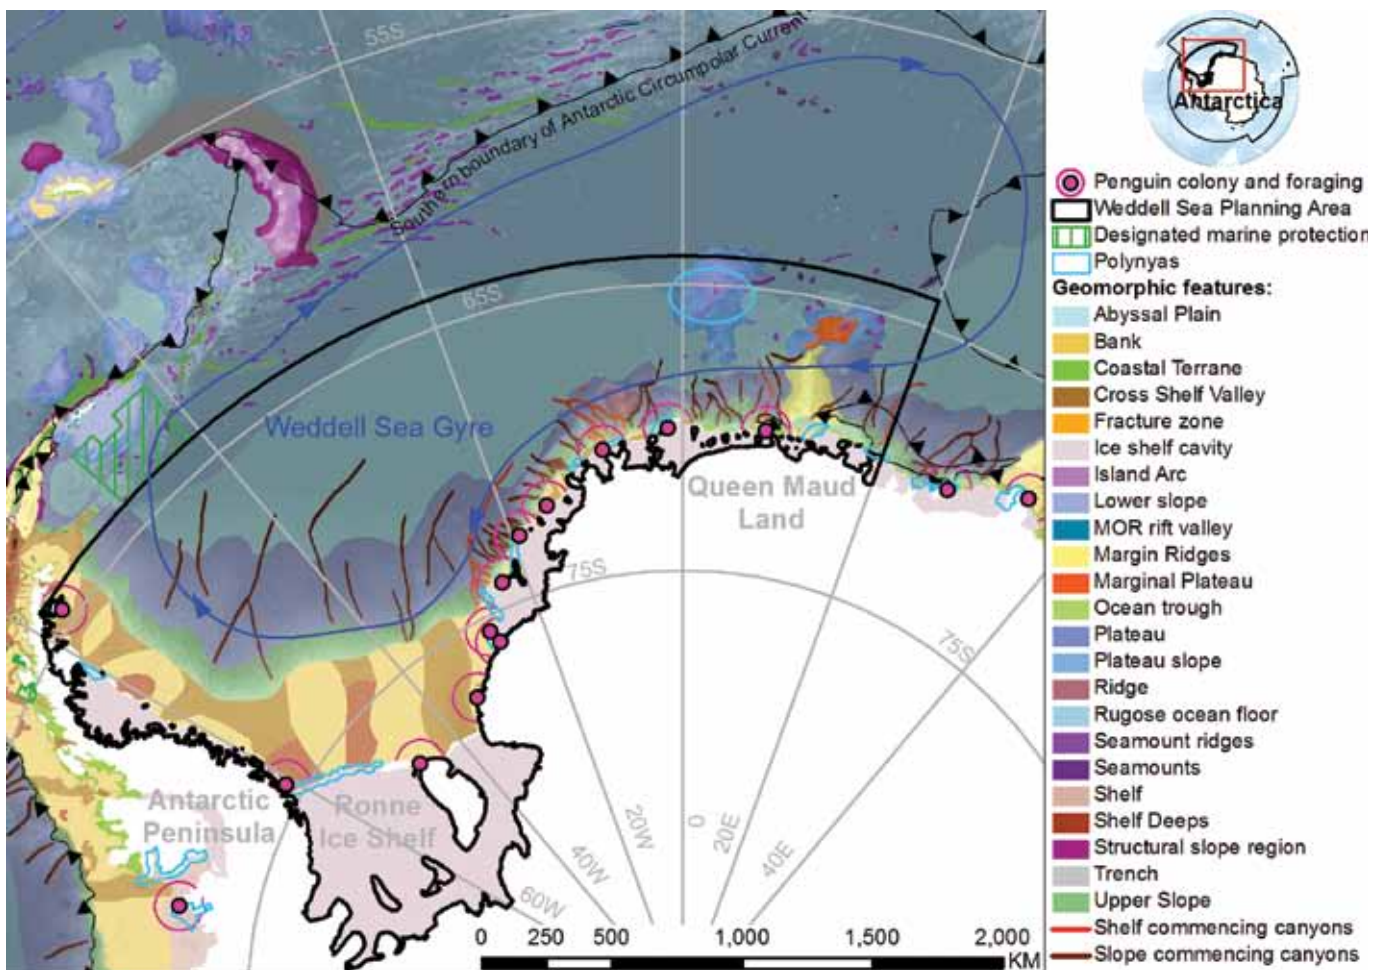 55S
Southern boundary of Antarctic Circumpolar Current
65S
Weddell Sea Gyre
Queen Maud
Land
75S
75S
Antarctic
Peninsula
Ronne
Ice Shelf
60W
40W
20W
0
20E
40E
0 250 500 1,000 1,500 2,000
KM
Antarctica
Penguin colony and foraging
Weddell Sea Planning Area
Designated marine protection
Polynyas
Geomorphic features:
Abyssal Plain
Bank
Coastal Terrane
Cross Shelf Valley
Fracture zone
Ice shelf cavity
Island Arc
Lower slope
MOR rift valley
Margin Ridges
Marginal Plateau
Ocean trough
Plateau
Plateau slope
Ridge
Rugose ocean floor
Seamount ridges
Seamounts
Shelf
Shelf Deeps
Structural slope region
Trench
Upper Slope
Shelf commencing canyons
Slope commencing canyons